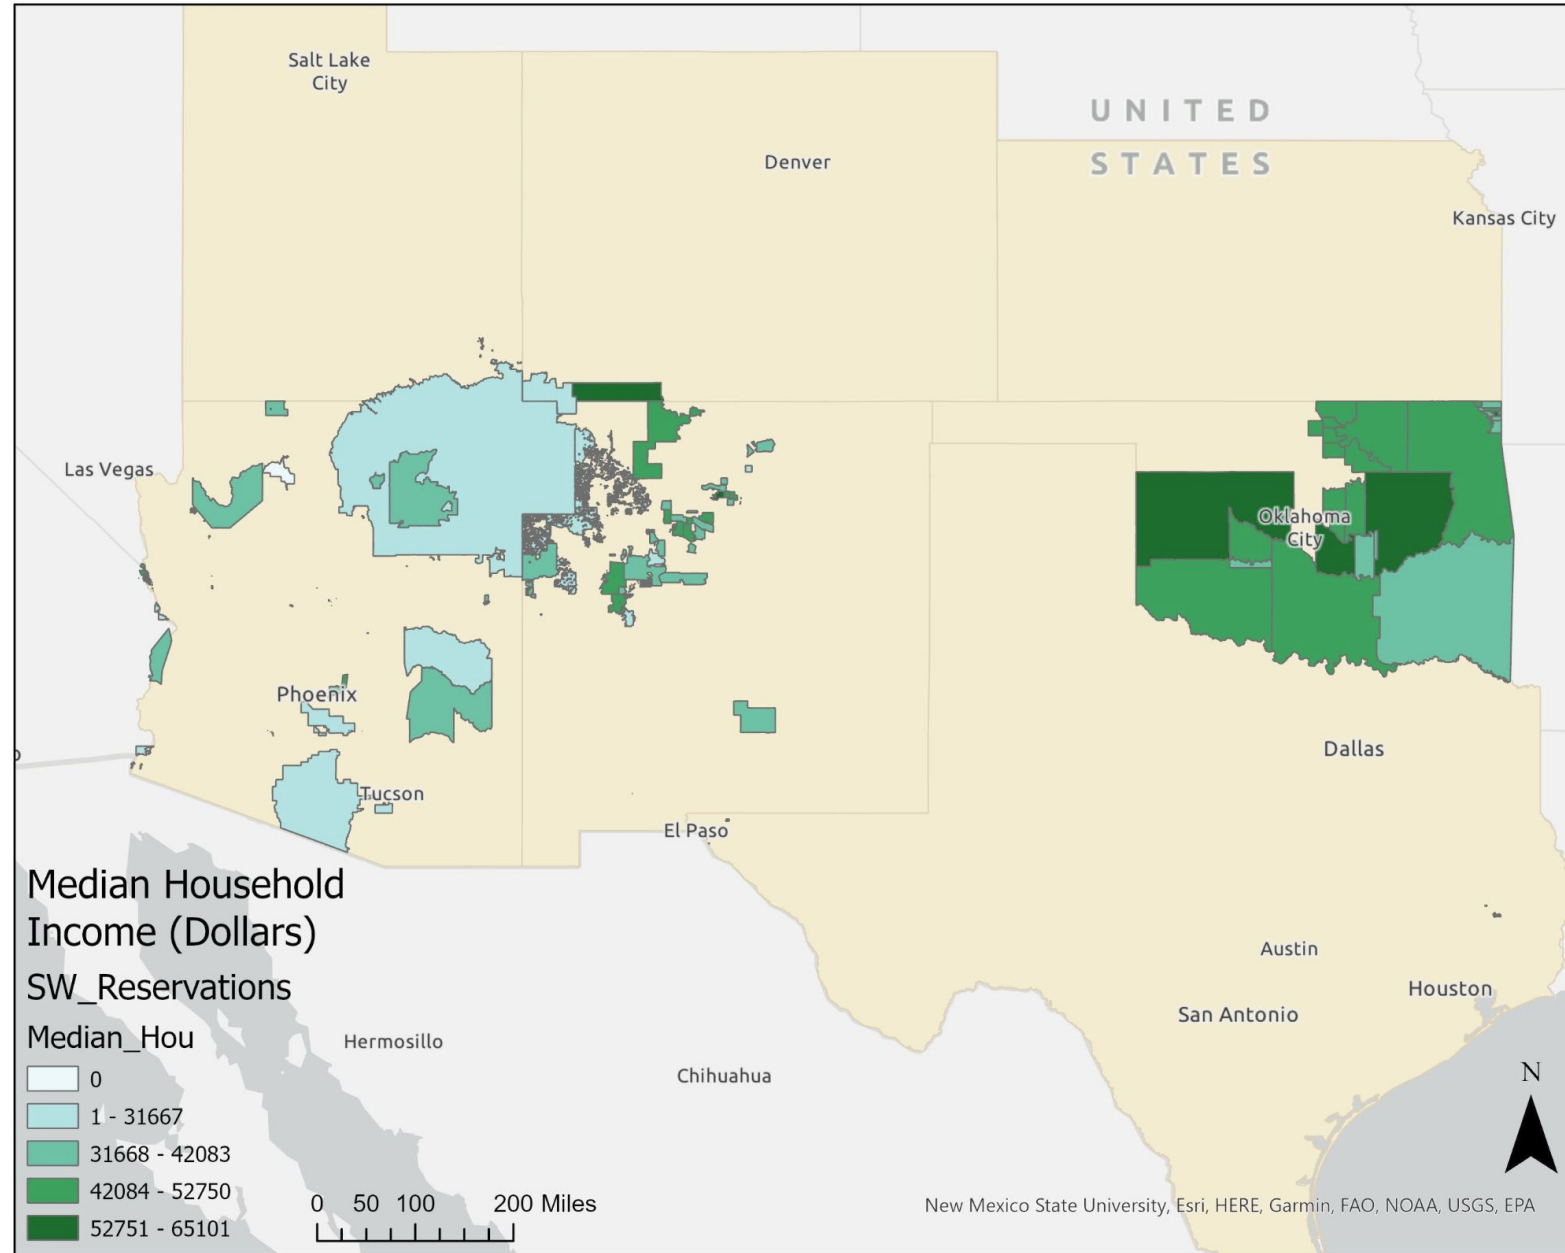 Salt Lake
City
UNITED
STATES
Denver
Kansas City
Las Vegas
Oklahoma
City
Phoenix
Tucson
Dallas
El Paso
Austin
Houston
San Antonio
Hermosillo
Chihuahua
Median Household
Income (Dollars)
SW_Reservations
Median_Hou
0
1 - 31667
31668 - 42083
42084 - 52750
52751 - 65101
0 50 100 200 Miles
N
New Mexico State University, Esri, HERE, Garmin, FAO, NOAA, USGS, EPA